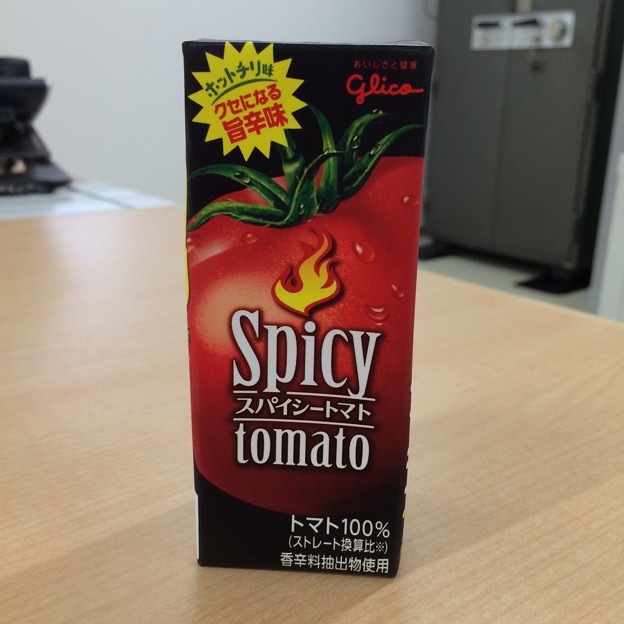 ホットチリ味
クセになる
旨辛味
おいしさと健康
Glico
Spicy
スパイシートマト
tomato
トマト100%
(ストレート換算比※)
香辛料抽出物使用